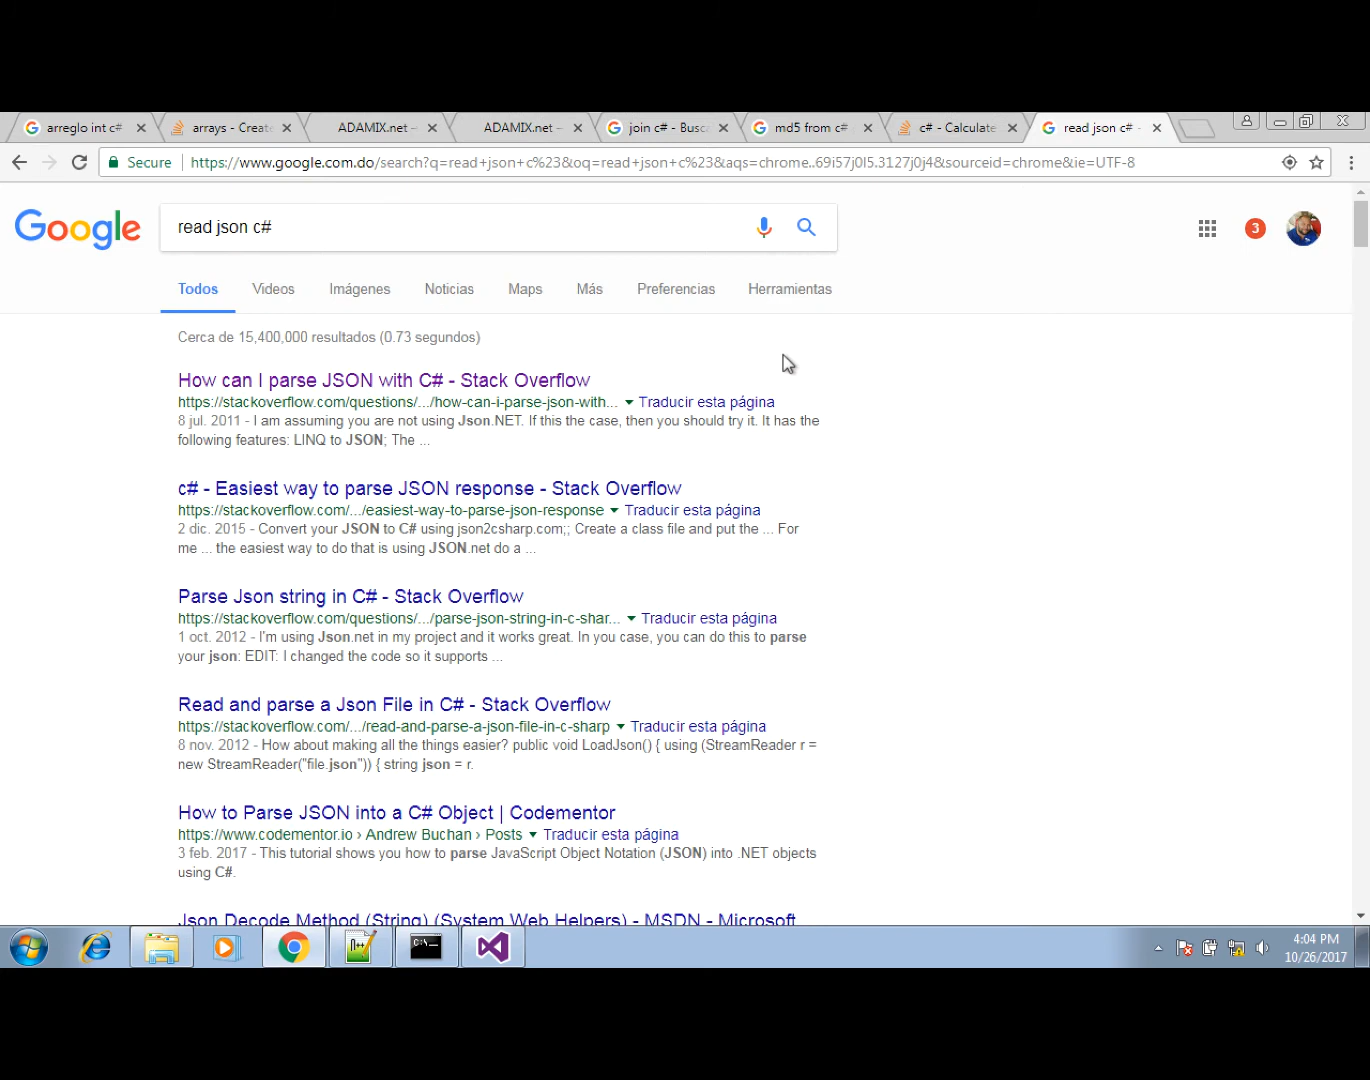 arreglo int c#
arrays - Create
ADAMIX.net –
ADAMIX.net –
join c# - Busca
md5 from c#
c# - Calculate
read json c# -
Secure
https://www.google.com.do/search?q=read+json+c%23&oq=read+json+c%23&aqs=chrome..69i57j0l5.3127j0j4&sourceid=chrome&ie=UTF-8
Google
read json c#
3
Todos
Videos
Imágenes
Noticias
Maps
Más
Preferencias
Herramientas
Cerca de 15,400,000 resultados (0.73 segundos)
How can I parse JSON with C# - Stack Overflow
https://stackoverflow.com/questions/.../how-can-i-parse-json-with... Traducir esta página
8 jul. 2011 - I am assuming you are not using Json.NET. If this the case, then you should try it. It has the
following features: LINQ to JSON; The ...
c# - Easiest way to parse JSON response - Stack Overflow
https://stackoverflow.com/.../easiest-way-to-parse-json-response Traducir esta página
2 dic. 2015 - Convert your JSON to C# using json2csharp.com;; Create a class file and put the ... For
me ... the easiest way to do that is using JSON.net do a ...
Parse Json string in C# - Stack Overflow
https://stackoverflow.com/questions/.../parse-json-string-in-c-shar... Traducir esta página
1 oct. 2012 - I'm using Json.net in my project and it works great. In you case, you can do this to parse
your json: EDIT: I changed the code so it supports ...
Read and parse a Json File in C# - Stack Overflow
https://stackoverflow.com/.../read-and-parse-a-json-file-in-c-sharp Traducir esta página
8 nov. 2012 - How about making all the things easier? public void LoadJson() { using (StreamReader r =
new StreamReader("file.json")) { string json = r.
How to Parse JSON into a C# Object | Codementor
https://www.codementor.io › Andrew Buchan › Posts Traducir esta página
3 feb. 2017 - This tutorial shows you how to parse JavaScript Object Notation (JSON) into .NET objects
using C#.
Json Decode Method (String) (System Web Helpers) - MSDN - Microsoft
4:04 PM
10/26/2017